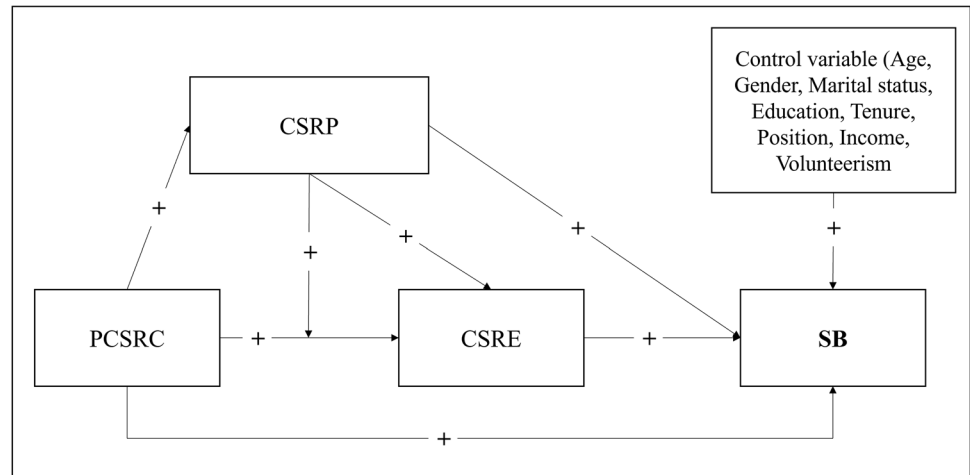 Control variable (Age,
Gender, Marital status,
Education, Tenure,
Position, Income,
Volunteerism
CSRP
+
+
+
+
+
PCSRC
+
CSRE
+
SB
+